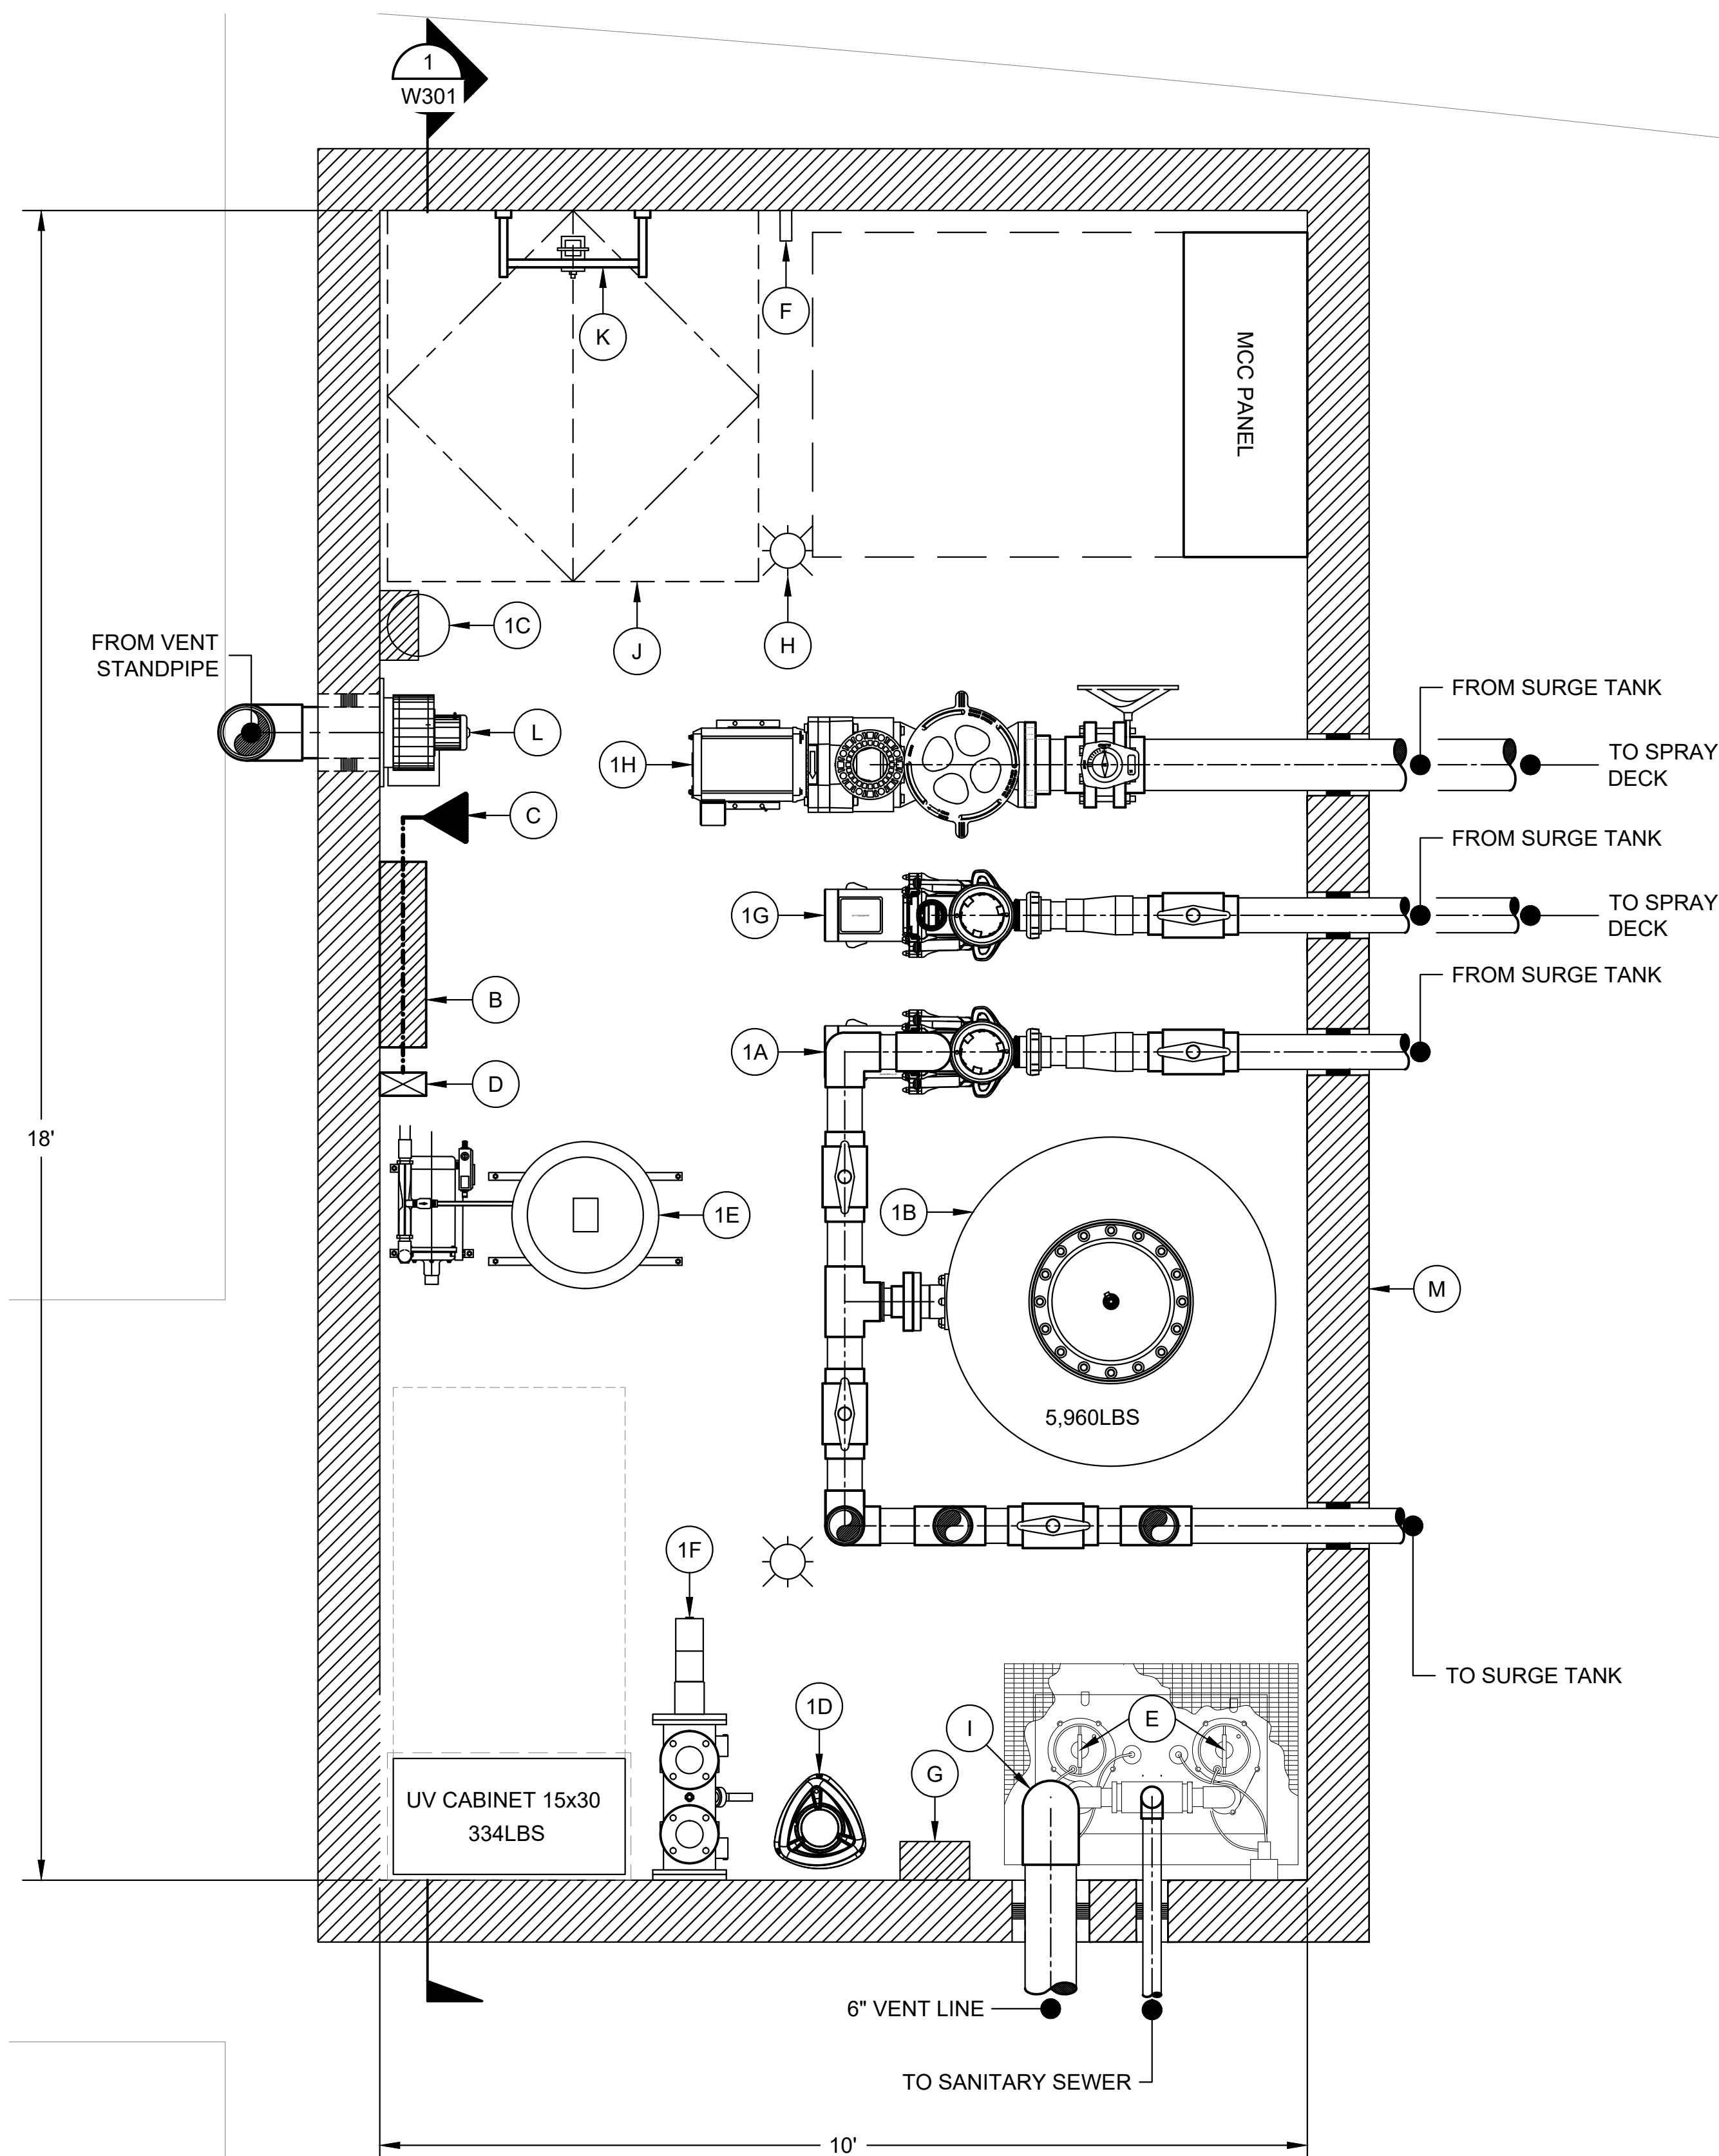 1
W301
K
F
MCC PANEL
1C
J
H
FROM VENT
STANDPIPE
L
1H
FROM SURGE TANK
TO SPRAY
DECK
C
FROM SURGE TANK
1G
TO SPRAY
DECK
B
FROM SURGE TANK
1A
D
18'
1E
1B
M
5,960LBS
1F
TO SURGE TANK
1D
I
E
G
UV CABINET 15x30
334LBS
6" VENT LINE
TO SANITARY SEWER
10'